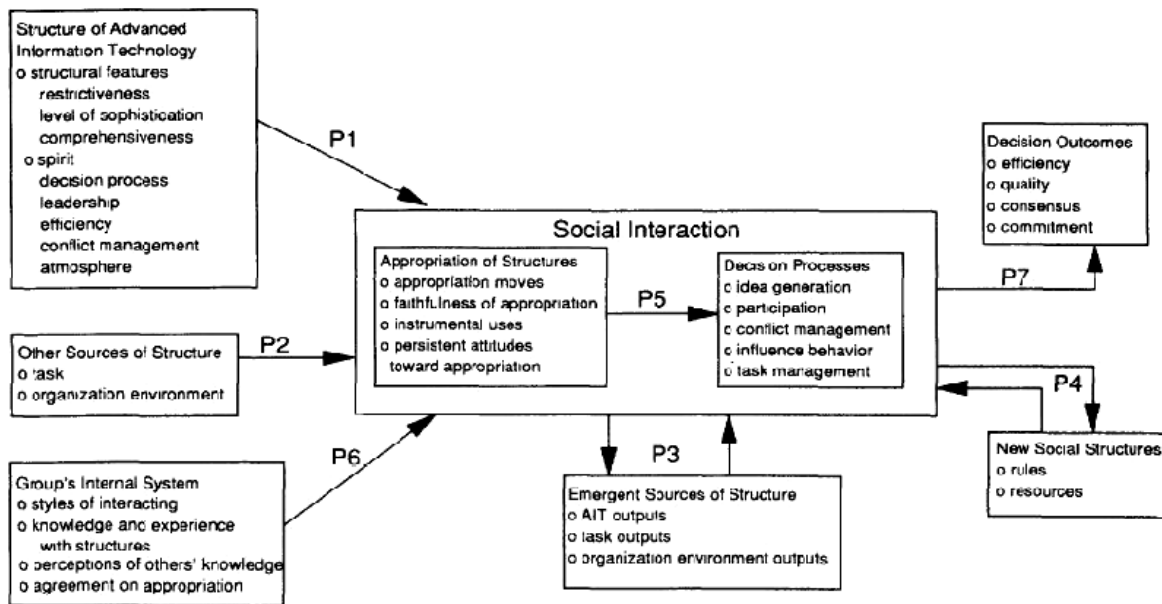 Structure of Advanced
Information Technology
o structural features
restrictiveness
level of sophistication
comprehensiveness
o spirit
decision process
leadership
efficiency
conflict management
atmosphere
P1
Other Sources of Structure
o task
o organization environment
P2
Group's Internal System
o styles of interacting
o knowledge and experience
with structures
o perceptions of others' knowledge
o agreement on appropriation
P6
Social Interaction
Appropriation of Structures
o appropriation moves
o faithfulness of appropriation
o instrumental uses
o persistent attitudes
toward appropriation
P5
Decision Processes
o idea generation
o participation
o conflict management
o influence behavior
o task management
P3
Emergent Sources of Structure
o AIT outputs
o task outputs
o organization environment outputs
Decision Outcomes
o efficiency
o quality
o consensus
o commitment
P7
P4
New Social Structures
o rules
o resources